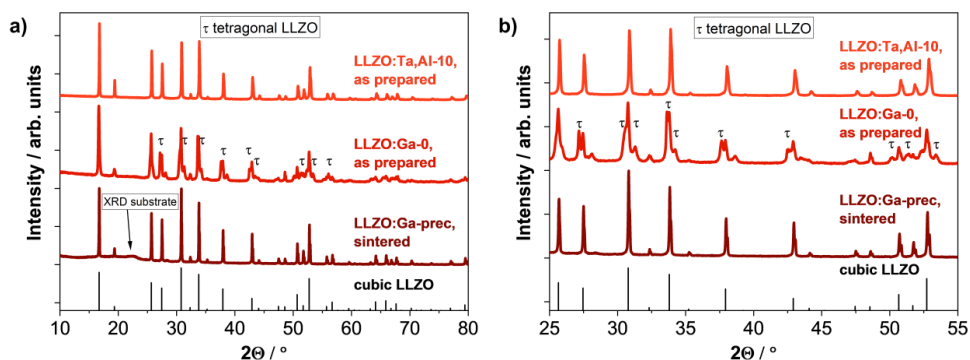 a)
τ tetragonal LLZO
LLZO:Ta,Al-10,
as prepared
LLZO:Ga-0,
as prepared
τ τ τ τ τ τ τ τ τ
XRD substrate
LLZO:Ga-prec,
sintered
cubic LLZO
Intensity / arb. units
10 20 30 40 50 60 70 80
2Θ / °
b)
τ tetragonal LLZO
LLZO:Ta,Al-10,
as prepared
LLZO:Ga-0,
as prepared
τ τ τ τ τ τ τ τ τ τ
LLZO:Ga-prec,
sintered
cubic LLZO
Intensity / arb. units
25 30 35 40 45 50 55
2Θ / °